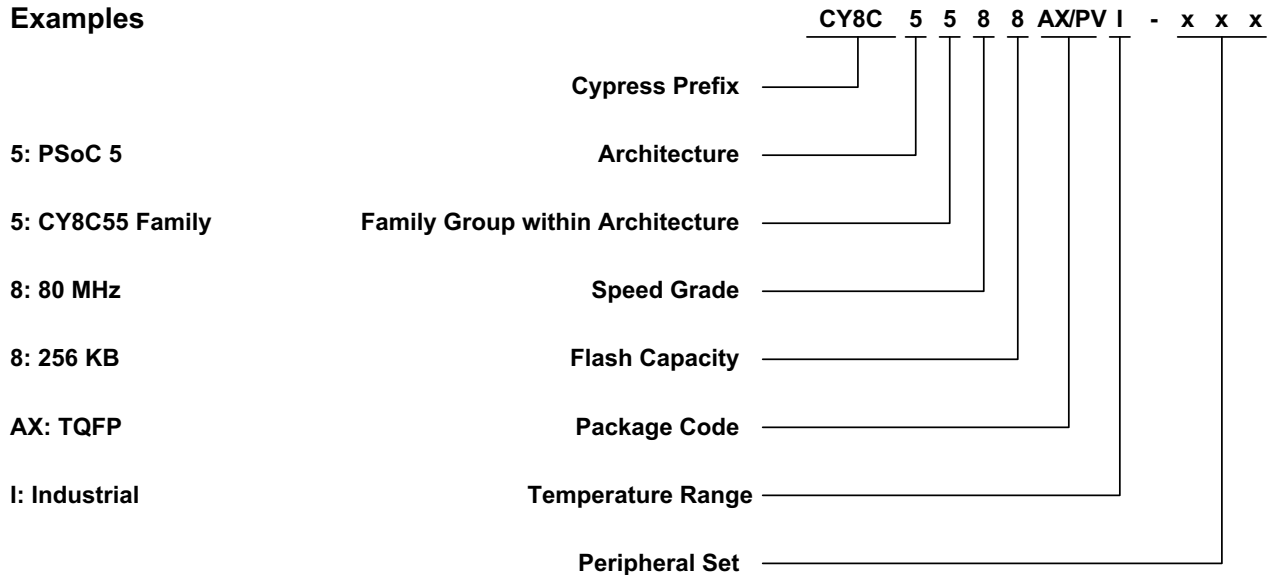 Examples CY8C 5 5 8 8 AX/PV I - x x x
Cypress Prefix
5: PSoC 5 Architecture
5: CY8C55 Family Family Group within Architecture
8: 80 MHz Speed Grade
8: 256 KB Flash Capacity
AX: TQFP Package Code
I: Industrial Temperature Range
Peripheral Set